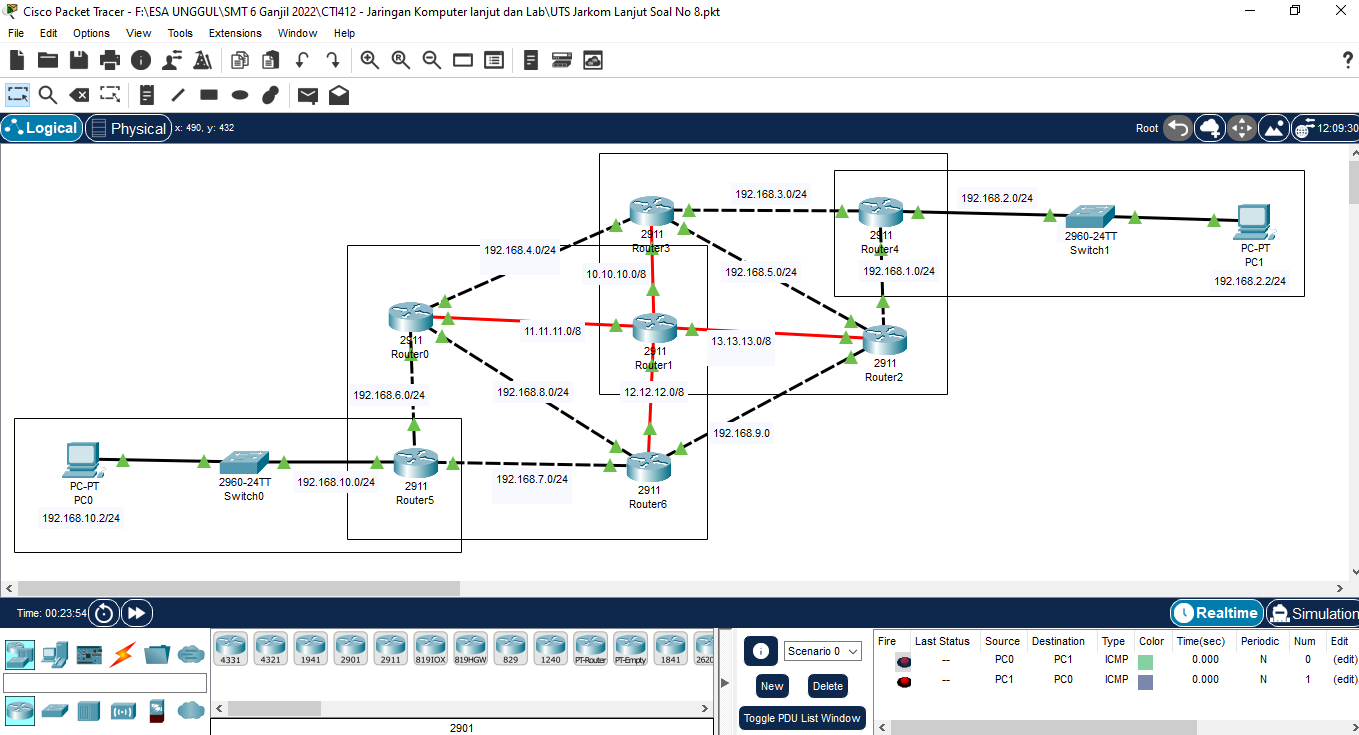 Cisco Packet Tracer - F:\ESA UNGGUL\SMT 6 Ganjil 2022\CTI412 - Jaringan Komputer lanjut dan Lab\UTS Jarkom Lanjut Soal No 8.pkt
File Edit Options View Tools Extensions Window Help
Logical Physical x: 490, y: 432 Root 12:09:30
192.168.3.0/24
192.168.2.0/24
2911
Router3
2911
Router4
2960-24TT
Switch1
PC-PT
PC1
192.168.2.2/24
192.168.4.0/24
10.10.10.0/8
192.168.5.0/24
192.168.1.0/24
2911
Router0
11.11.11.0/8
2911
Router1
13.13.13.0/8
2911
Router2
192.168.6.0/24
192.168.8.0/24
12.12.12.0/8
192.168.9.0
PC-PT
PC0
192.168.10.2/24
2960-24TT
Switch0
192.168.10.0/24
2911
Router5
192.168.7.0/24
2911
Router6
Time: 00:23:54 Realtime Simulation
4331 4321 1941 2901 2911 819IOX 819HGW 829 1240 PT-Router PT-Empty 1841 2620
2901
Scenario 0
New Delete
Toggle PDU List Window
Fire Last Status Source Destination Type Color Time(sec) Periodic Num Edit
-- PC0 PC1 ICMP 0.000 N 0 (edit)
-- PC1 PC0 ICMP 0.000 N 1 (edit)